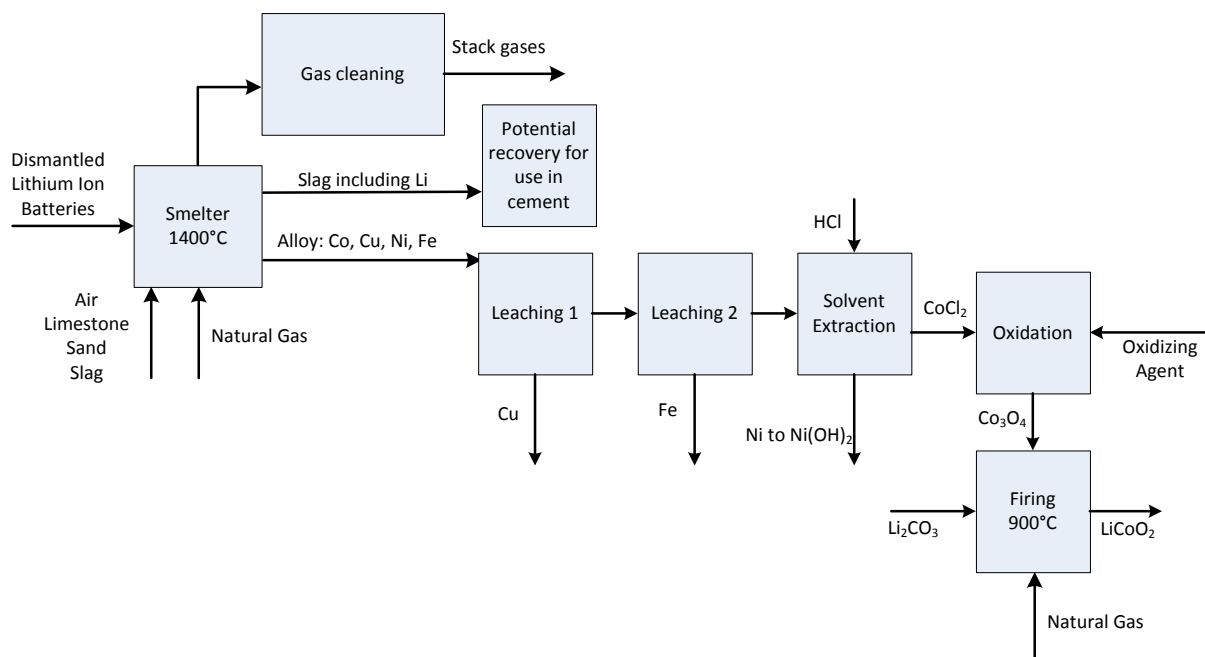 Stack gases
Gas cleaning
Potential
recovery for
use in
cement
Dismantled
Lithium Ion
Batteries
Slag including Li
Smelter
1400°C
Alloy: Co, Cu, Ni, Fe
HCl
Air
Limestone
Sand
Slag
Natural Gas
Leaching 1
Leaching 2
Solvent
Extraction
CoCl₂
Oxidation
Oxidizing
Agent
Cu
Fe
Ni to Ni(OH)₂
Co₃O₄
Firing
900°C
Li₂CO₃
LiCoO₂
Natural Gas